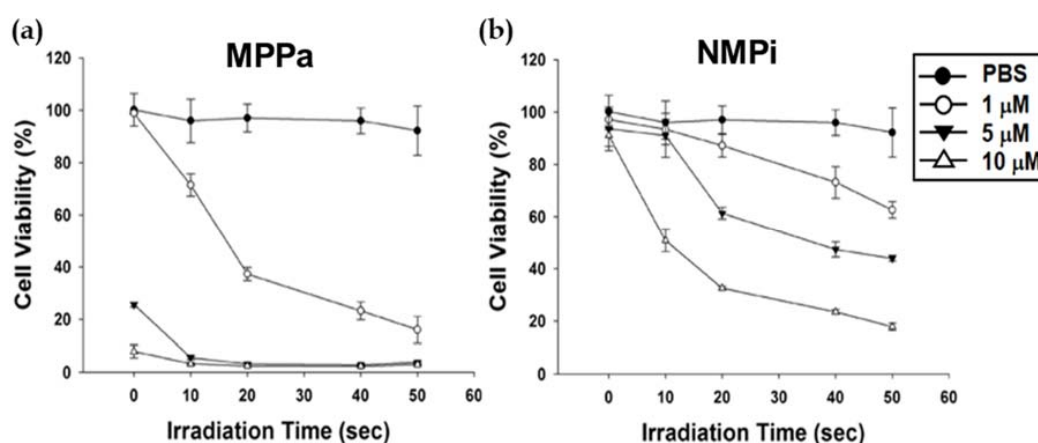 (a)
MPPa
120
100
80
60
40
20
0
Cell Viability (%)
0 10 20 30 40 50
Irradiation Time (sec)
(b)
NMPi
120
100
80
60
40
20
0
Cell Viability (%)
0 10 20 30 40 50 60
Irradiation Time (sec)
PBS
1 μM
5 μM
10 μM